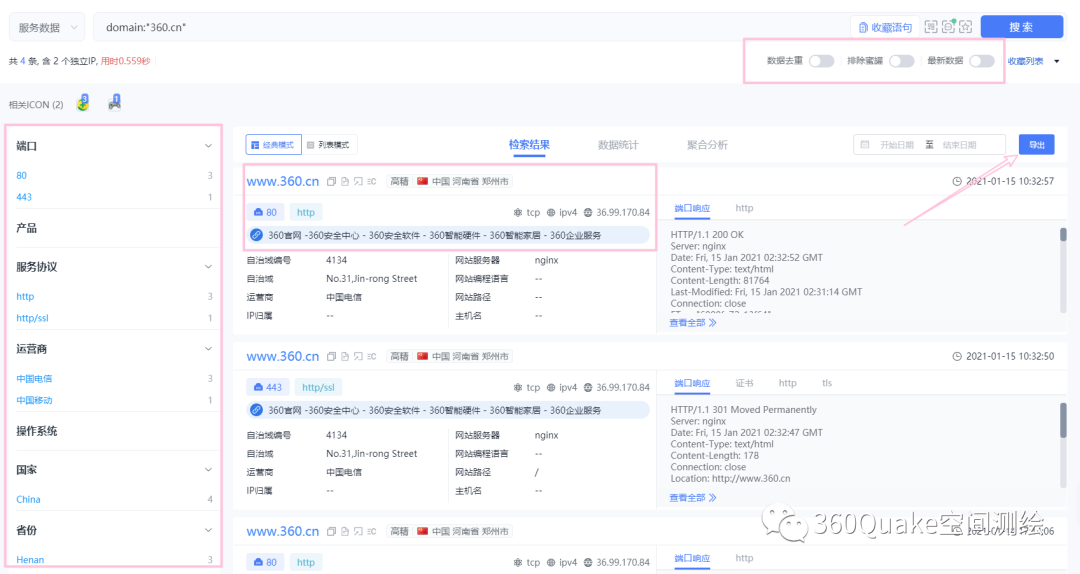 服务数据 domain:"360.cn" 收藏语句 搜 索
共 4 条, 含 2 个独立IP, 用时0.559秒 数据去重 排除蜜罐 最新数据 收藏列表
相关ICON (2) 3 1
端口
80 3
443 1
产品
服务协议
http 3
http/ssl 1
运营商
中国电信 3
中国移动 1
操作系统
国家
China 4
省份
Henan 3
经典模式 列表模式 检索结果 数据统计 聚合分析 开始日期 至 结束日期 导出
www.360.cn 高精 中国 河南省 郑州市 2021-01-15 10:32:57
80 http tcp ipv4 36.99.170.84
360官网 -360安全中心 - 360安全软件 - 360智能硬件 - 360智能家居 - 360企业服务
自治域编号 4134 网站服务器 nginx
自治域 No.31,Jin-rong Street 网站编程语言 --
运营商 中国电信 网站路径 --
IP归属 -- 主机名 --
端口响应 http
HTTP/1.1 200 OK
Server: nginx
Date: Fri, 15 Jan 2021 02:32:52 GMT
Content-Type: text/html
Content-Length: 81764
Last-Modified: Fri, 15 Jan 2021 02:31:14 GMT
Connection: close
查看全部
www.360.cn 高精 中国 河南省 郑州市 2021-01-15 10:32:50
443 http/ssl tcp ipv4 36.99.170.84
360官网 -360安全中心 - 360安全软件 - 360智能硬件 - 360智能家居 - 360企业服务
自治域编号 4134 网站服务器 nginx
自治域 No.31,Jin-rong Street 网站编程语言 --
运营商 中国电信 网站路径 /
IP归属 -- 主机名 --
端口响应 证书 http tls
HTTP/1.1 301 Moved Permanently
Server: nginx
Date: Fri, 15 Jan 2021 02:32:47 GMT
Content-Type: text/html
Content-Length: 178
Connection: close
Location: http://www.360.cn
查看全部
360Quake空间测绘
www.360.cn 高精 中国 河南省 郑州市
80 http tcp ipv4 36.99.170.84
端口响应 http